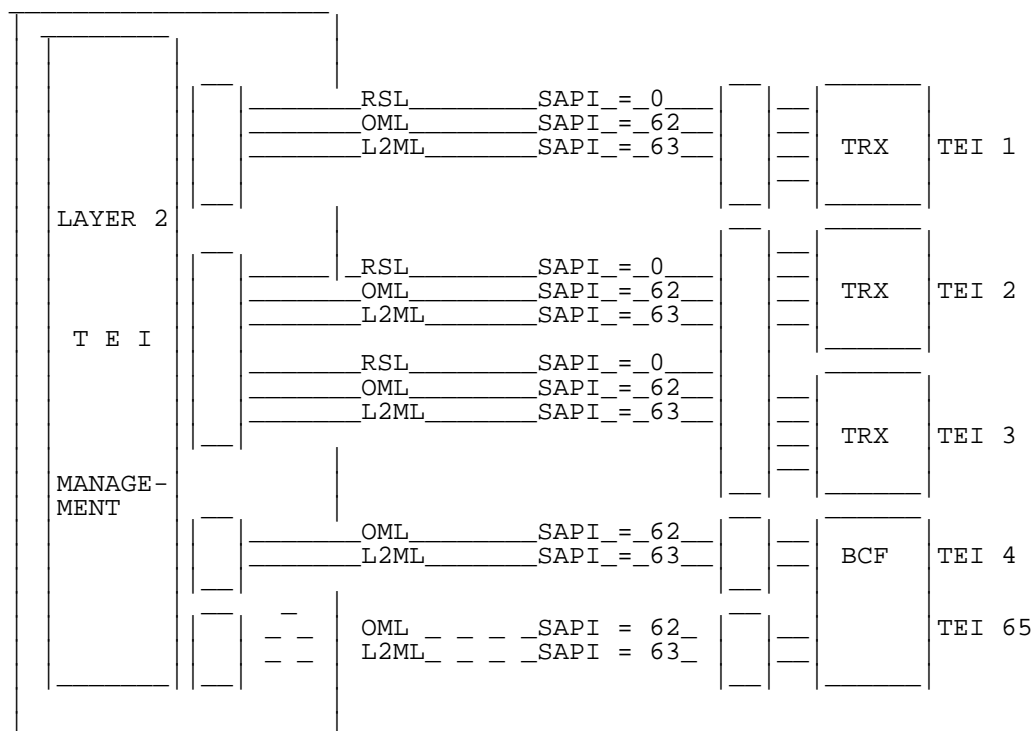 RSL SAPI = 0
OML SAPI = 62
L2ML SAPI = 63 TRX TEI 1
LAYER 2
RSL SAPI = 0
OML SAPI = 62 TRX TEI 2
L2ML SAPI = 63
T E I
RSL SAPI = 0
OML SAPI = 62
L2ML SAPI = 63
TRX TEI 3
MANAGE-
MENT
OML SAPI = 62
L2ML SAPI = 63 BCF TEI 4
OML SAPI = 62 TEI 65
L2ML SAPI = 63